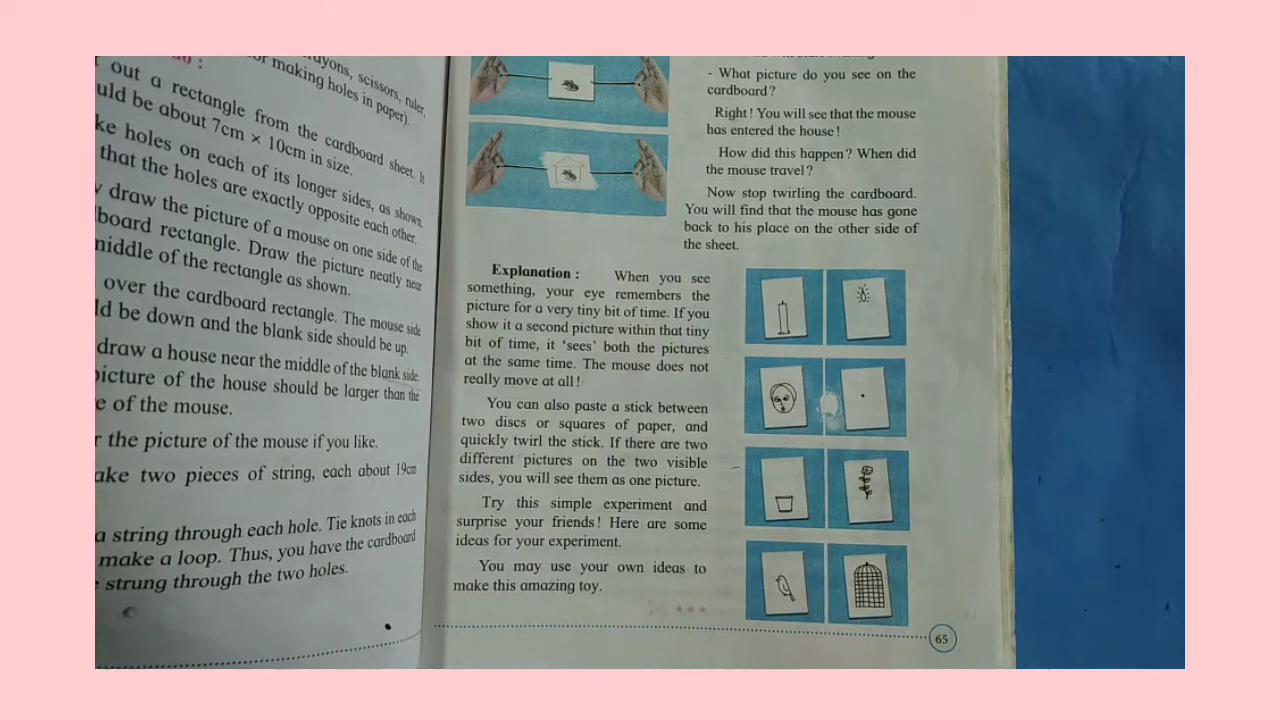 crayons, scissors, ruler,
for making holes in paper).
out a rectangle from the cardboard sheet. It
be about 7cm × 10cm in size.
holes on each of its longer sides, as shown.
that the holes are exactly opposite each other.
draw the picture of a mouse on one side of the
rectangle. Draw the picture neatly near
middle of the rectangle as shown.
over the cardboard rectangle. The mouse side
be down and the blank side should be up.
draw a house near the middle of the blank side.
picture of the house should be larger than the
of the mouse.
the picture of the mouse if you like.
two pieces of string, each about 19cm
a string through each hole. Tie knots in each
make a loop. Thus, you have the cardboard
strung through the two holes.
- What picture do you see on the
cardboard?
Right! You will see that the mouse
has entered the house!
How did this happen? When did
the mouse travel?
Now stop twirling the cardboard.
You will find that the mouse has gone
back to his place on the other side of
the sheet.
Explanation : When you see
something, your eye remembers the
picture for a very tiny bit of time. If you
show it a second picture within that tiny
bit of time, it ‘sees’ both the pictures
at the same time. The mouse does not
really move at all!
You can also paste a stick between
two discs or squares of paper, and
quickly twirl the stick. If there are two
different pictures on the two visible
sides, you will see them as one picture.
Try this simple experiment and
surprise your friends! Here are some
ideas for your experiment.
You may use your own ideas to
make this amazing toy.
65